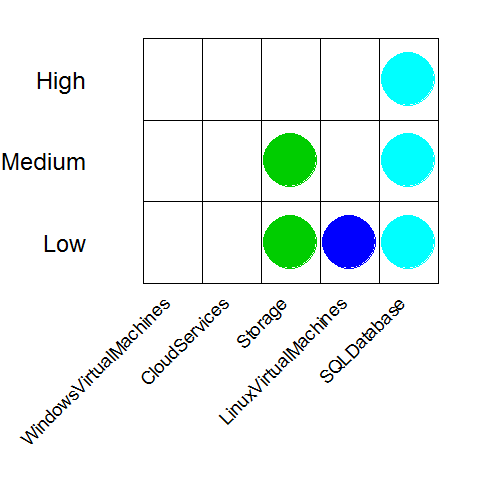 High
Medium
Low
WindowsVirtualMachines
CloudServices
Storage
LinuxVirtualMachines
SQLDatabase